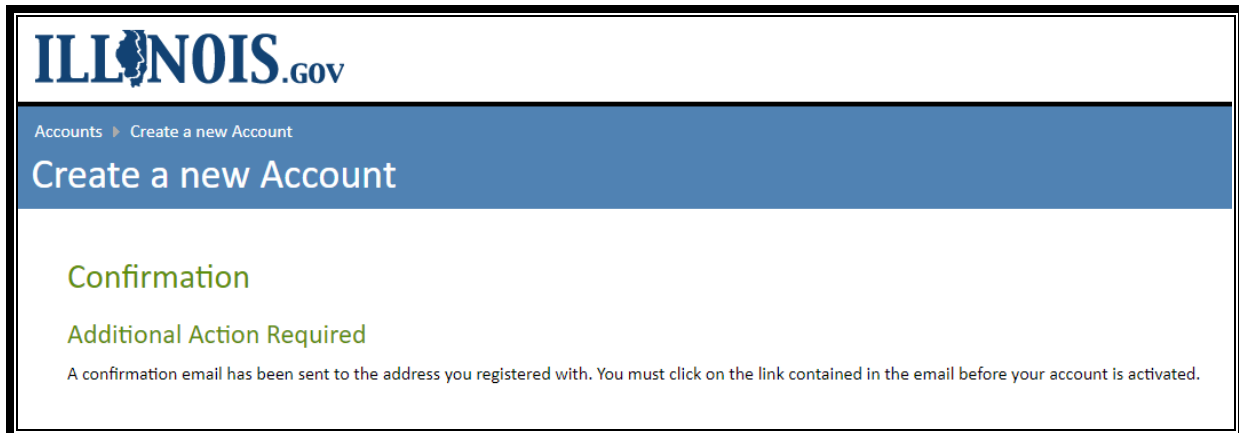 ILLINOIS.GOV
Accounts Create a new Account
Create a new Account
Confirmation
Additional Action Required
A confirmation email has been sent to the address you registered with. You must click on the link contained in the email before your account is activated.